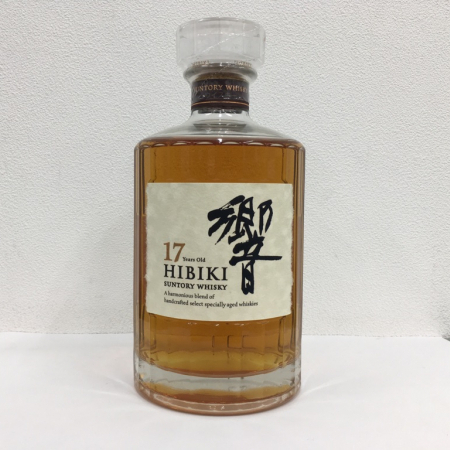 SUNTORY WHISKY
響
17 Years Old
HIBIKI
SUNTORY WHISKY
A harmonious blend of
handcrafted select specially aged whiskies